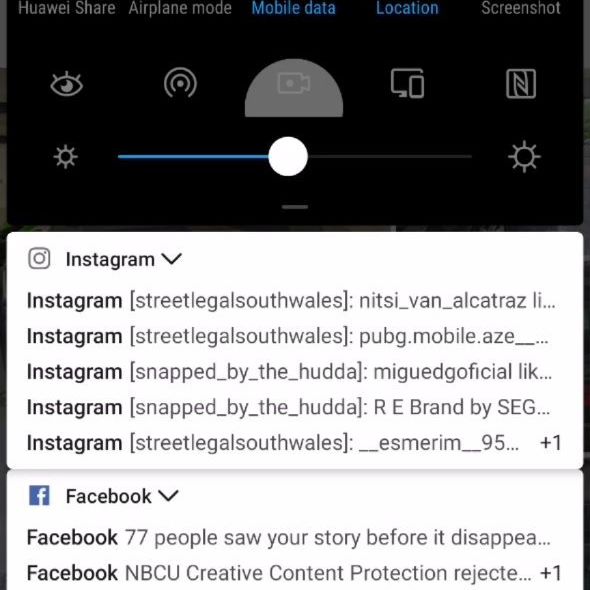 Huawei Share Airplane mode Mobile data Location Screenshot
Instagram
Instagram [streetlegalsouthwales]: nitsi_van_alcatraz li...
Instagram [streetlegalsouthwales]: pubg.mobile.aze__...
Instagram [snapped_by_the_hudda]: miguedgoficial lik...
Instagram [snapped_by_the_hudda]: R E Brand by SEG...
Instagram [streetlegalsouthwales]: __esmerim__95... +1
Facebook
Facebook 77 people saw your story before it disappea...
Facebook NBCU Creative Content Protection rejecte... +1